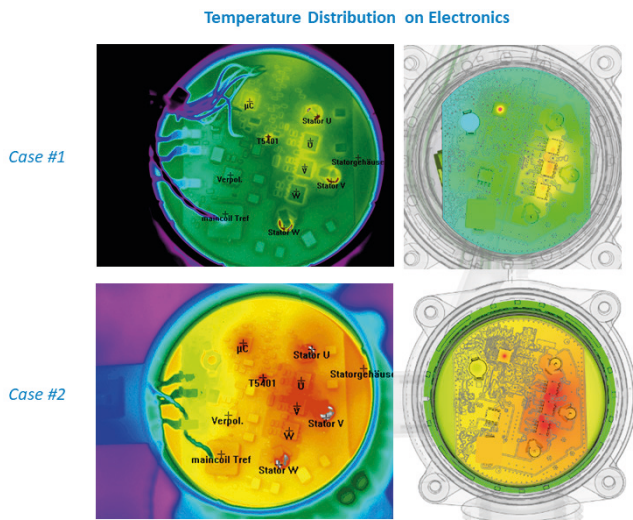 Temperature Distribution on Electronics
Case #1
µC
Stator U
T5401
U
Statorgehäuse
V
Verpol.
Stator V
W
maincoil Tref
Stator W
Case #2
µC
Stator U
Statorgehäuse
T5401
U
V
Verpol.
Stator V
W
maincoil Tref
Stator W